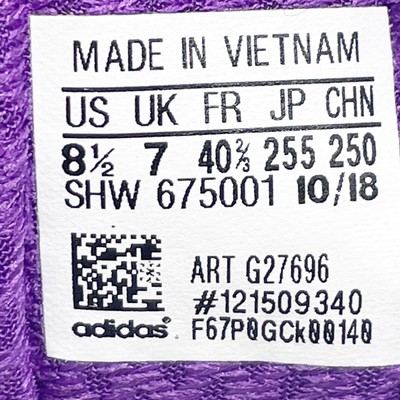 MADE IN VIETNAM
US UK FR JP CHN
8½ 7 40⅔ 255 250
SHW 675001 10/18
ART G27696
#121509340
adidas F67P0GCk00140